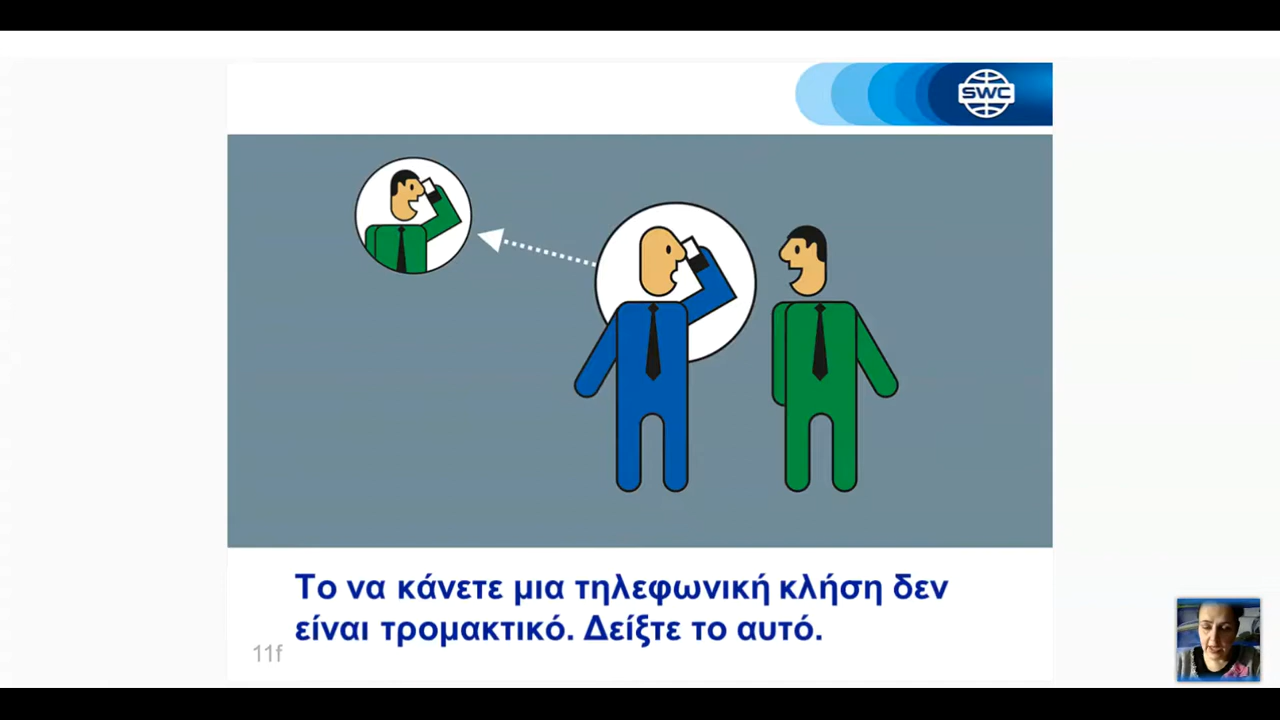 SWC
Το να κάνετε μια τηλεφωνική κλήση δεν
είναι τρομακτικό. Δείξτε το αυτό.
11f